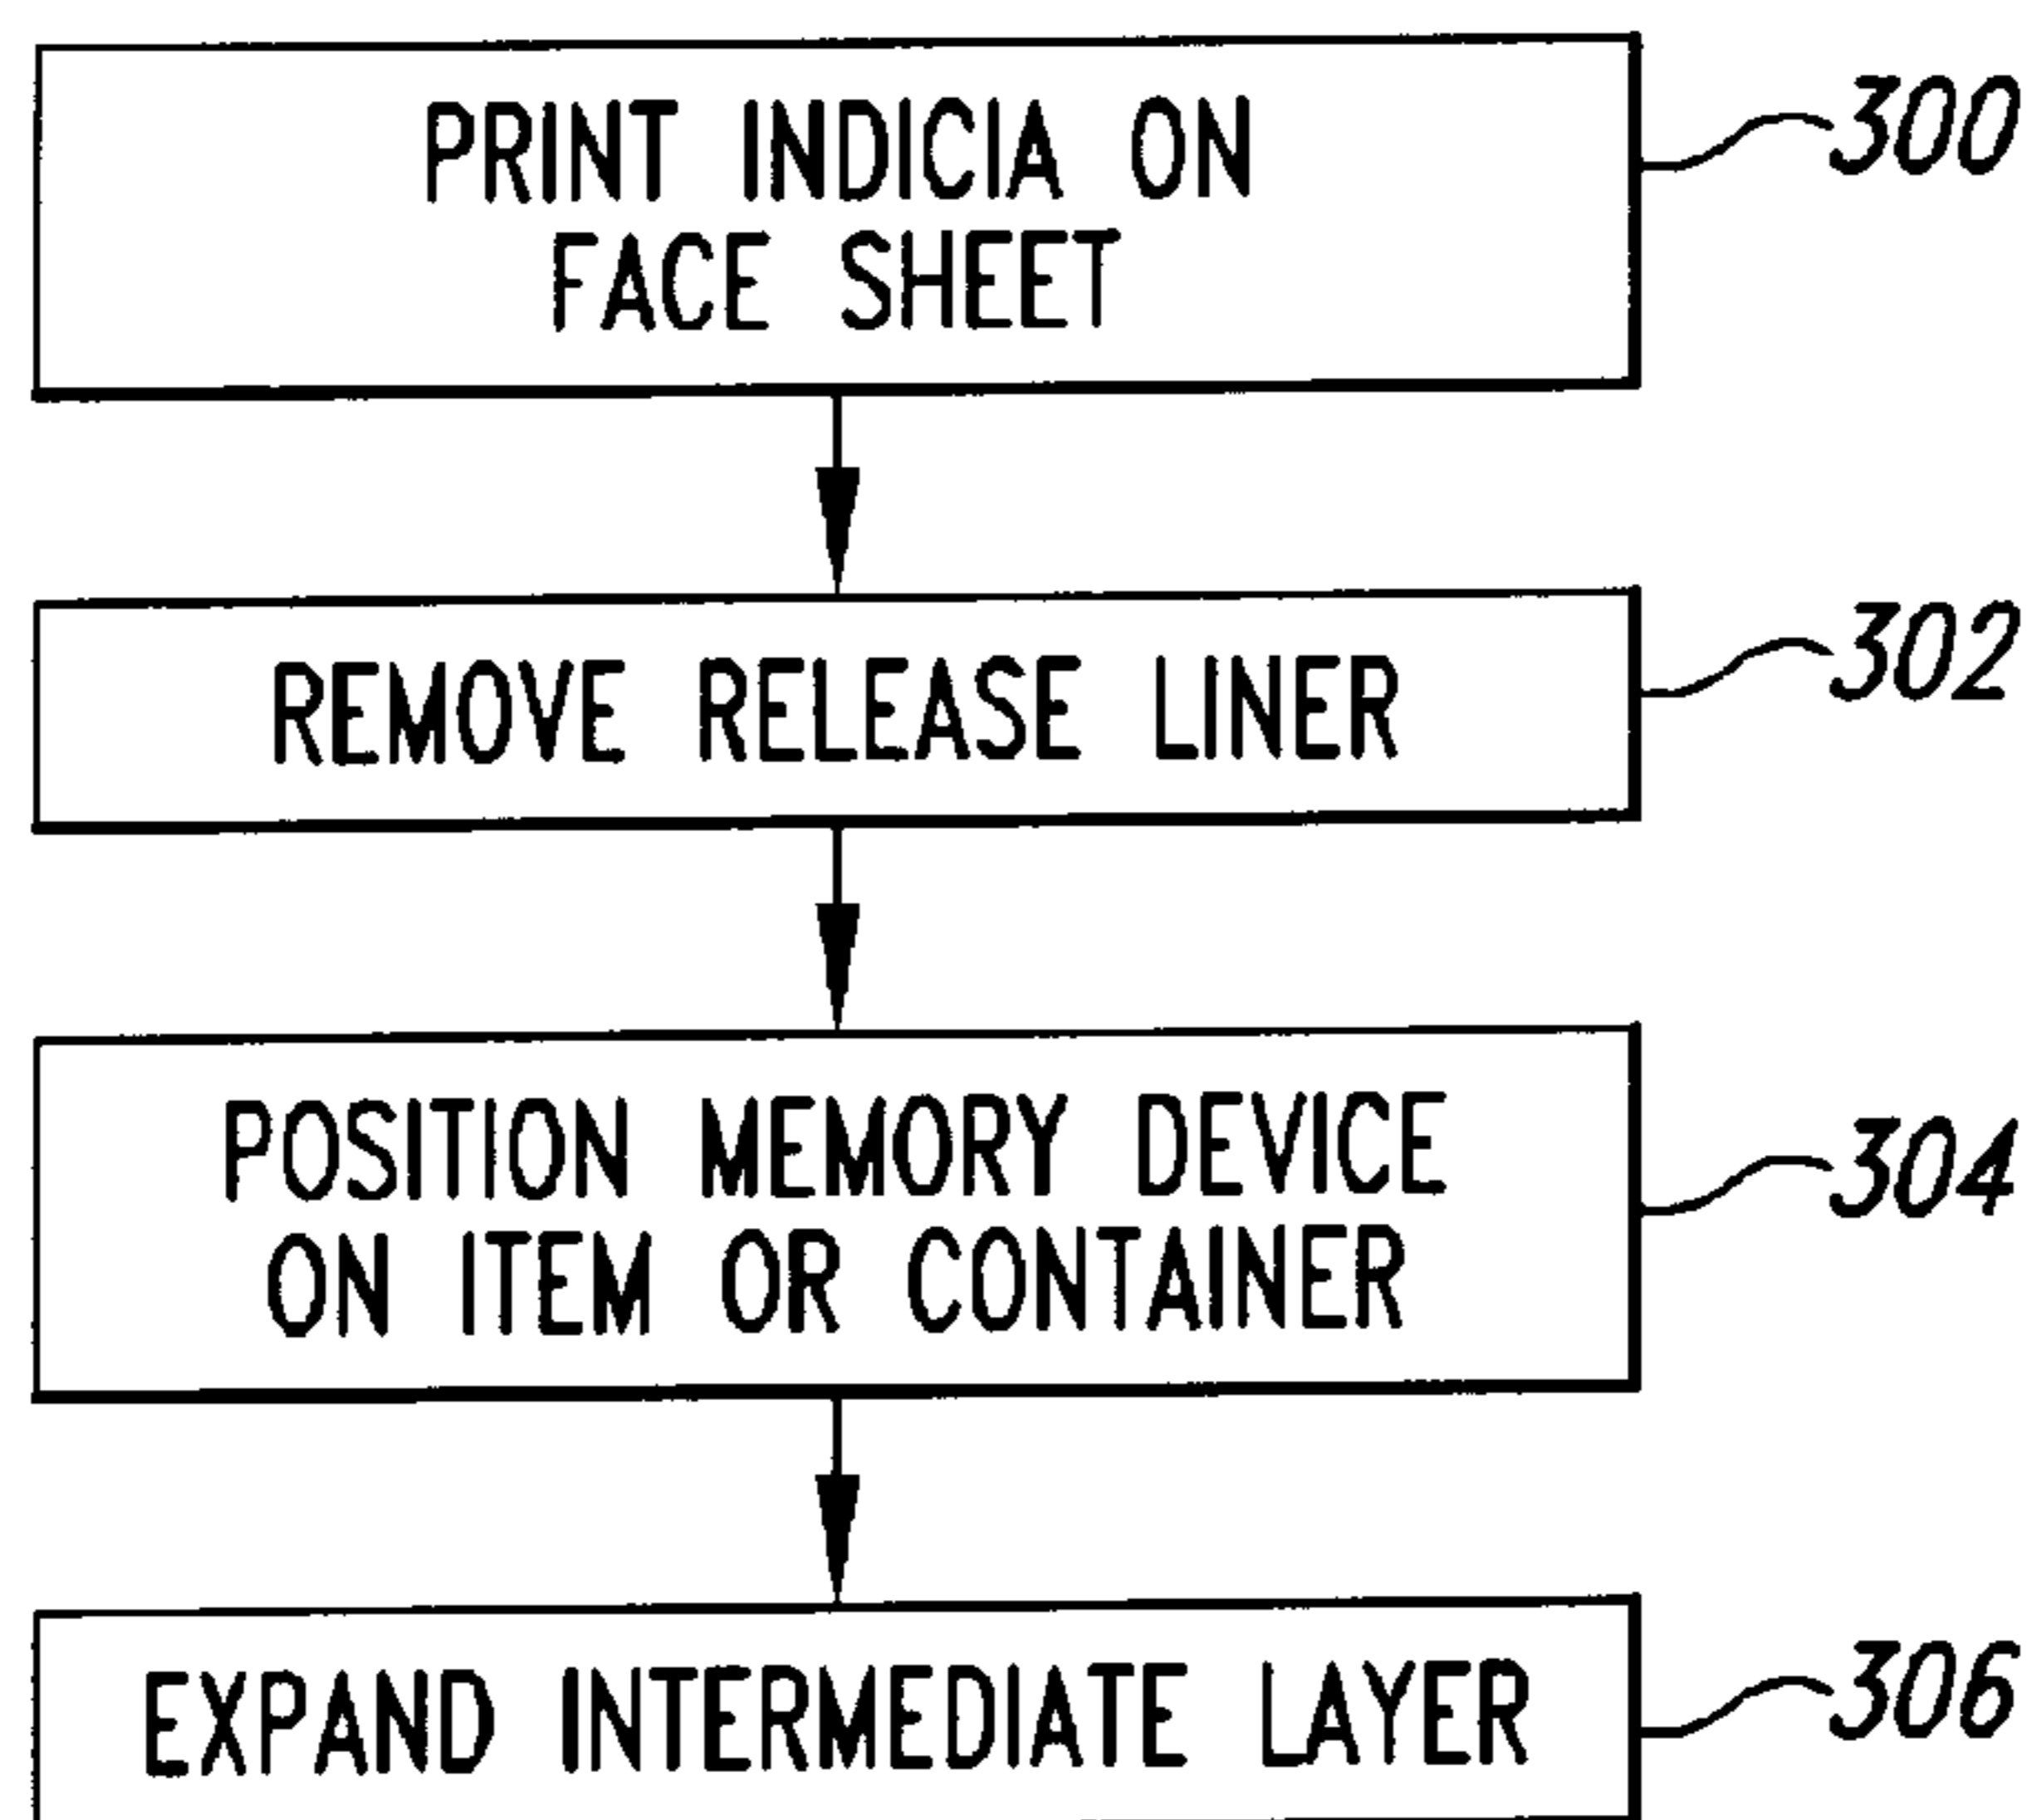 PRINT INDICIA ON
FACE SHEET
300
REMOVE RELEASE LINER
302
POSITION MEMORY DEVICE
ON ITEM OR CONTAINER
304
EXPAND INTERMEDIATE LAYER
306